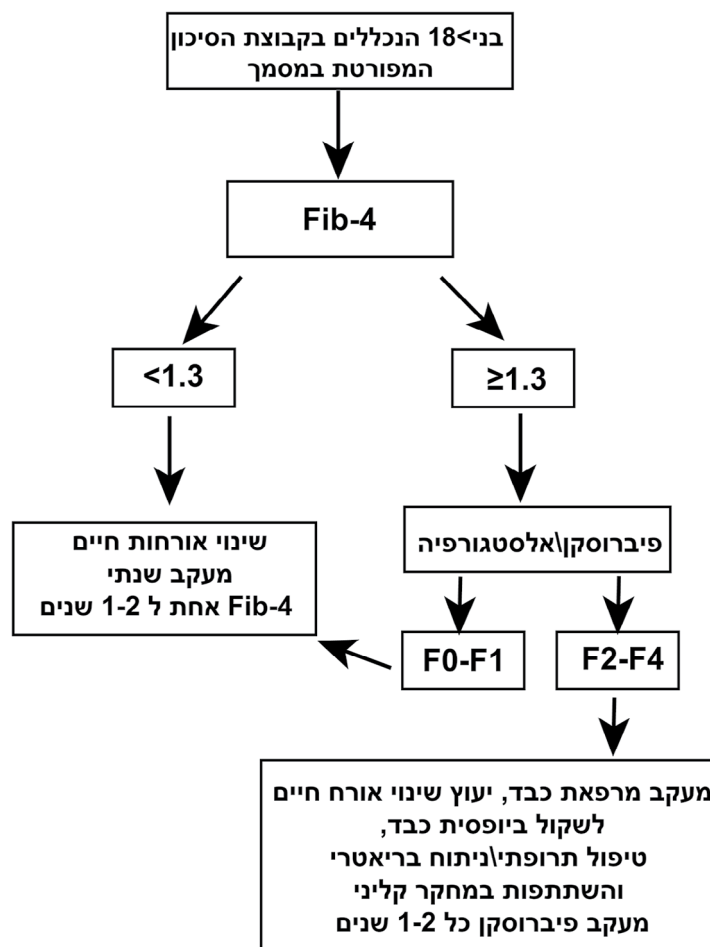 בני>18 הנכללים בקבוצת הסיכון
המפורטת במסמך
Fib-4
<1.3
≥1.3
שינוי אורחות חיים
מעקב שנתי
Fib-4 אחת ל 1-2 שנים
פיברוסקן\אלסטגורפיה
F0-F1
F2-F4
מעקב מרפאת כבד, יעוץ שינוי אורח חיים
לשקול ביופסית כבד,
טיפול תרופתי\ניתוח בריאטרי
והשתתפות במחקר קליני
מעקב פיברוסקן כל 1-2 שנים